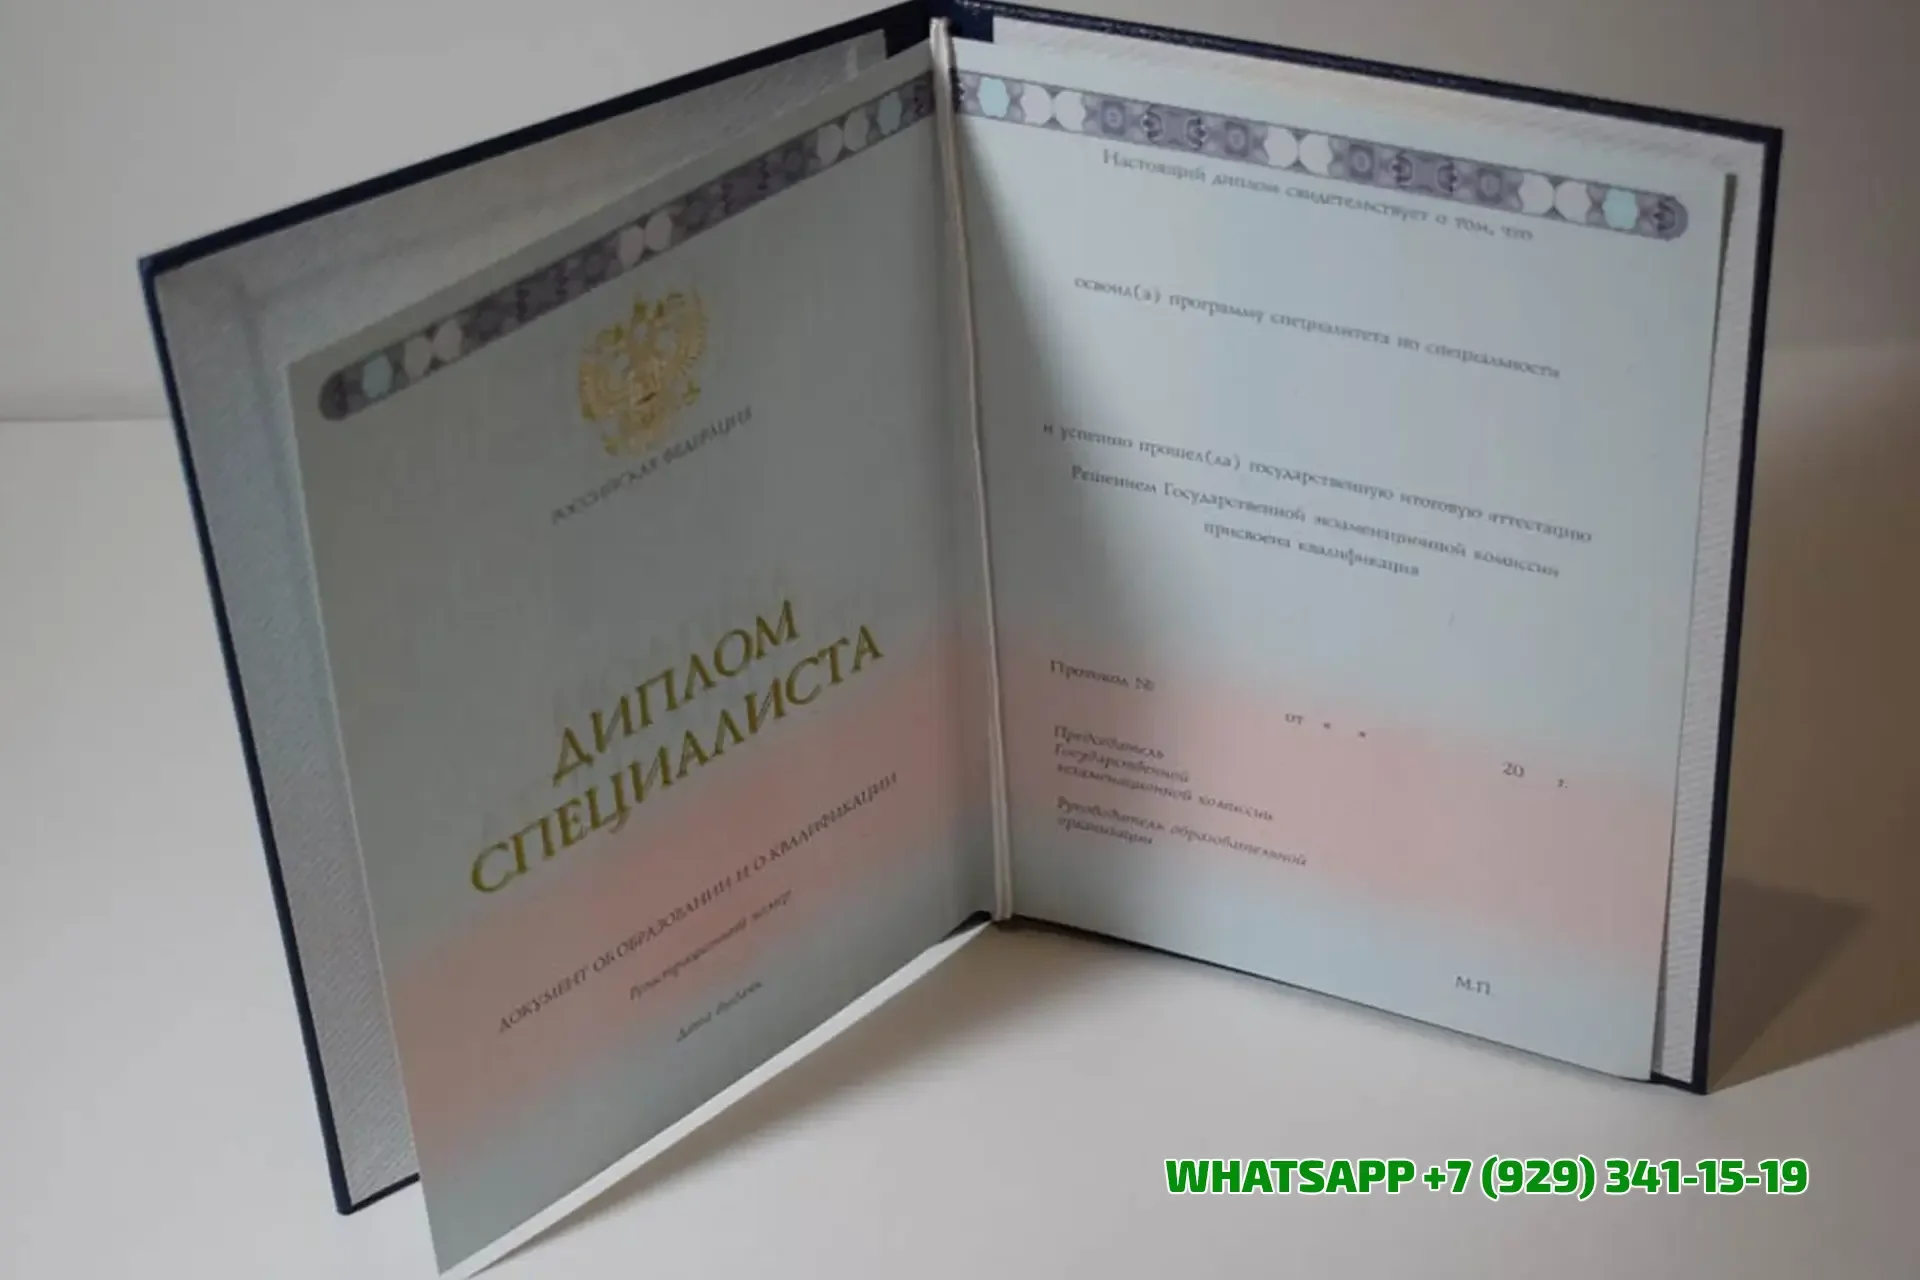 РОССИЙСКАЯ ФЕДЕРАЦИЯ
ДИПЛОМ
СПЕЦИАЛИСТА
ДОКУМЕНТ ОБ ОБРАЗОВАНИИ И О КВАЛИФИКАЦИИ
Регистрационный номер
Дата выдачи
Настоящий диплом свидетельствует о том, что
освоил(а) программу специалитета по специальности
и успешно прошел(ла) государственную итоговую аттестацию
Решением Государственной экзаменационной комиссии
присвоена квалификация
Протокол №
от « »
20 г.
Председатель
Государственной
экзаменационной комиссии
Руководитель образовательной
организации
М.П.
WHATSAPP +7 (929) 341-15-19